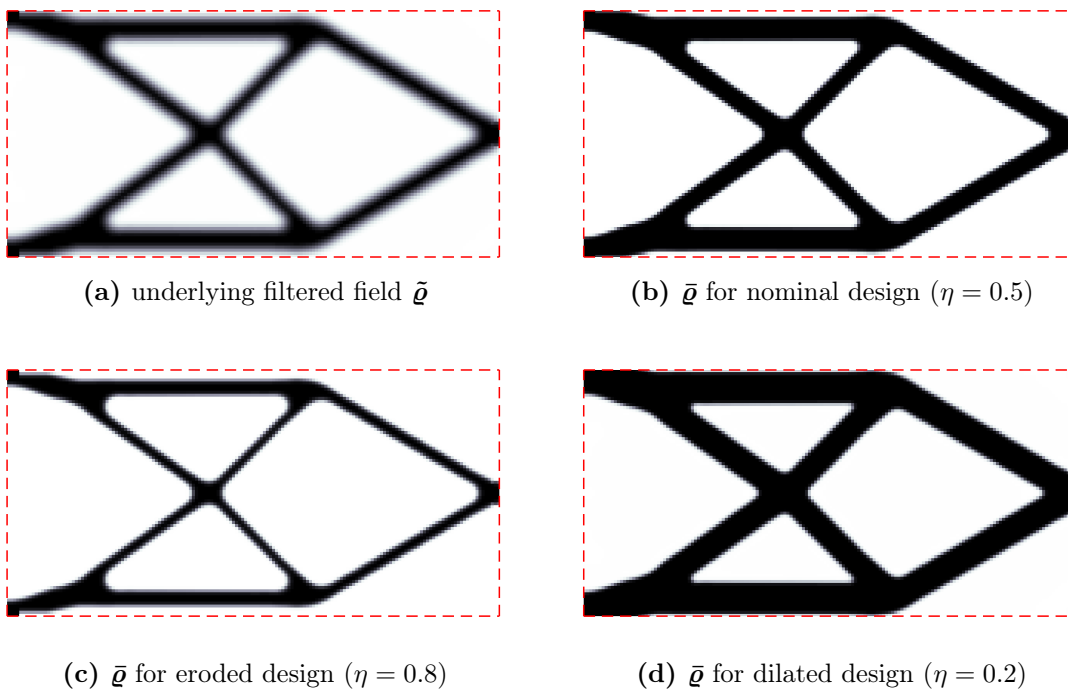 (a) underlying filtered field ϱ̃
(b) ϱ̄ for nominal design (η = 0.5)
(c) ϱ̄ for eroded design (η = 0.8)
(d) ϱ̄ for dilated design (η = 0.2)